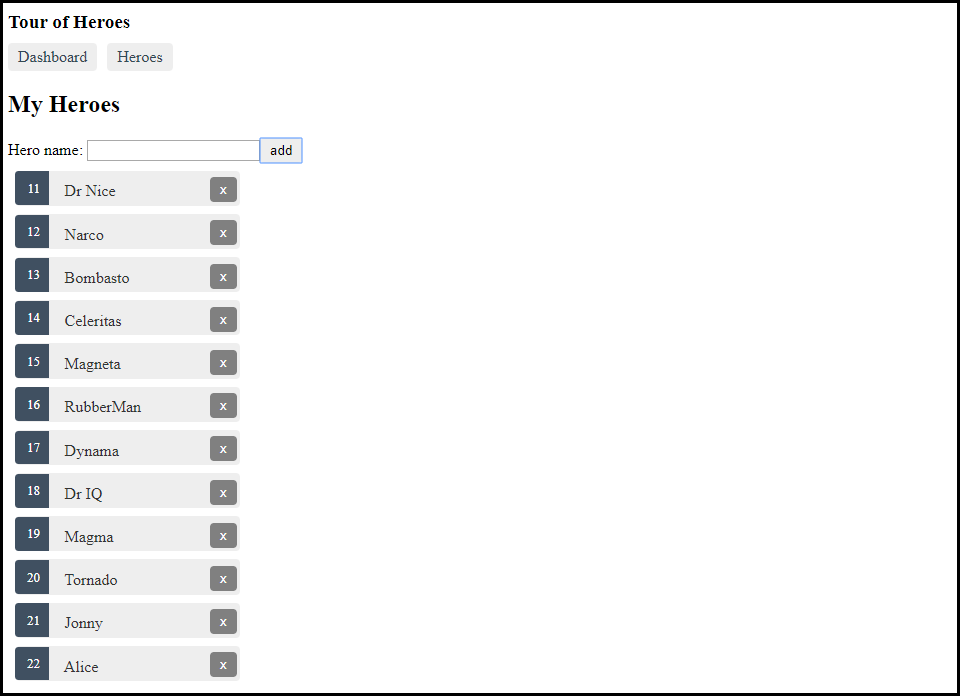 Tour of Heroes
Dashboard Heroes
My Heroes
Hero name: add
11 Dr Nice x
12 Narco x
13 Bombasto x
14 Celeritas x
15 Magneta x
16 RubberMan x
17 Dynama x
18 Dr IQ x
19 Magma x
20 Tornado x
21 Jonny x
22 Alice x